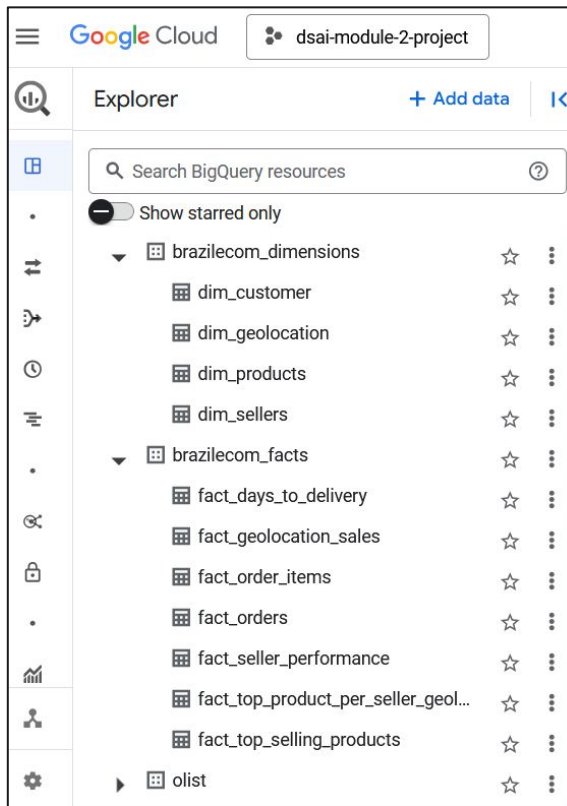 Google Cloud
dsai-module-2-project
Explorer
+ Add data
Search BigQuery resources
Show starred only
brazilecom_dimensions
dim_customer
dim_geolocation
dim_products
dim_sellers
brazilecom_facts
fact_days_to_delivery
fact_geolocation_sales
fact_order_items
fact_orders
fact_seller_performance
fact_top_product_per_seller_geol...
fact_top_selling_products
olist